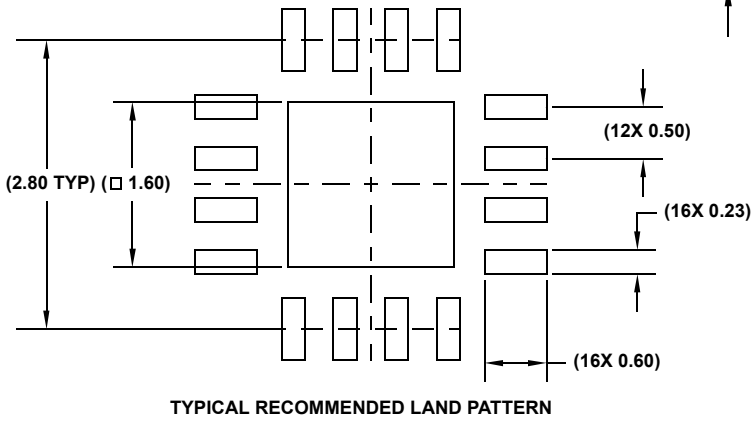 (12X 0.50)
(2.80 TYP) (□ 1.60)
(16X 0.23)
(16X 0.60)
TYPICAL RECOMMENDED LAND PATTERN